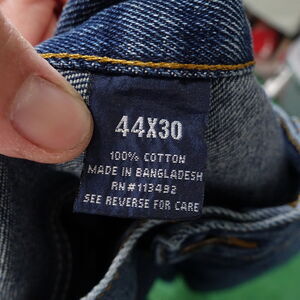 44X30
100% COTTON
MADE IN BANGLADESH
RN#113492
SEE REVERSE FOR CARE